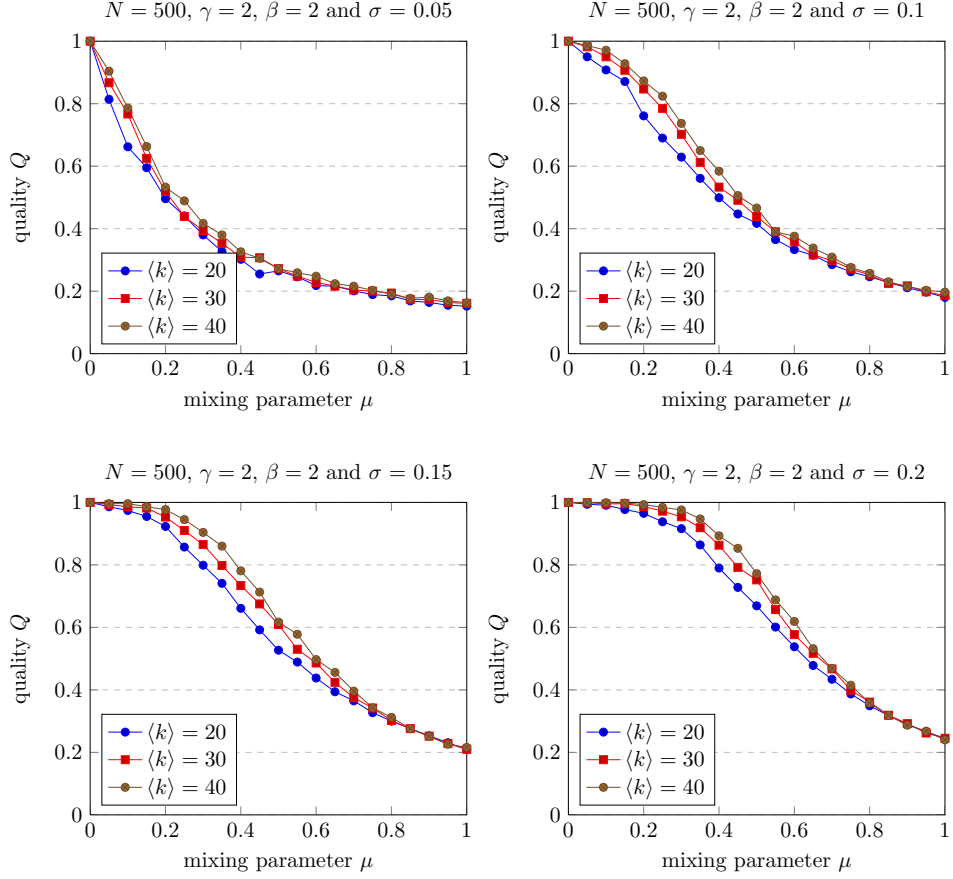 N = 500, γ = 2, β = 2 and σ = 0.05
1
0.8
0.6
0.4
0.2
0
0 0.2 0.4 0.6 0.8 1
quality Q
mixing parameter μ
⟨k⟩ = 20
⟨k⟩ = 30
⟨k⟩ = 40
N = 500, γ = 2, β = 2 and σ = 0.1
1
0.8
0.6
0.4
0.2
0
0 0.2 0.4 0.6 0.8 1
quality Q
mixing parameter μ
⟨k⟩ = 20
⟨k⟩ = 30
⟨k⟩ = 40
N = 500, γ = 2, β = 2 and σ = 0.15
1
0.8
0.6
0.4
0.2
0
0 0.2 0.4 0.6 0.8 1
quality Q
mixing parameter μ
⟨k⟩ = 20
⟨k⟩ = 30
⟨k⟩ = 40
N = 500, γ = 2, β = 2 and σ = 0.2
1
0.8
0.6
0.4
0.2
0
0 0.2 0.4 0.6 0.8 1
quality Q
mixing parameter μ
⟨k⟩ = 20
⟨k⟩ = 30
⟨k⟩ = 40